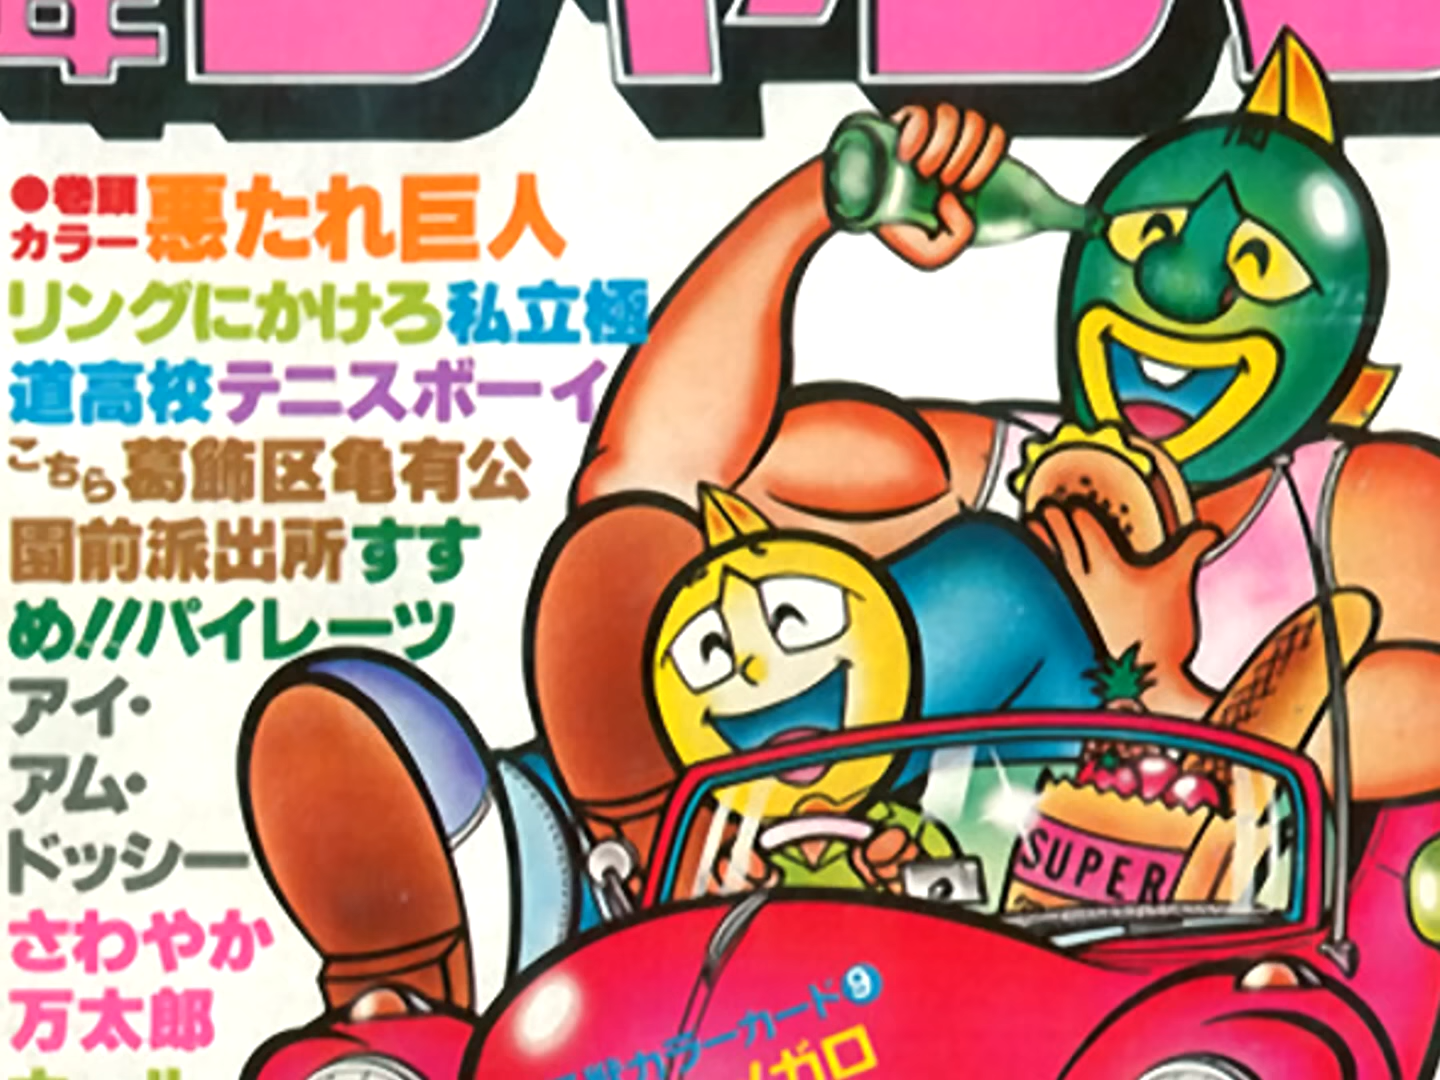 ●巻頭カラー 悪たれ巨人
リングにかけろ私立極
道高校テニスボーイ
こちら葛飾区亀有公
園前派出所すす
め!!パイレーツ
アイ・
アム・
ドッシー
さわやか
万太郎
SUPER
カラーカード9
ガロ